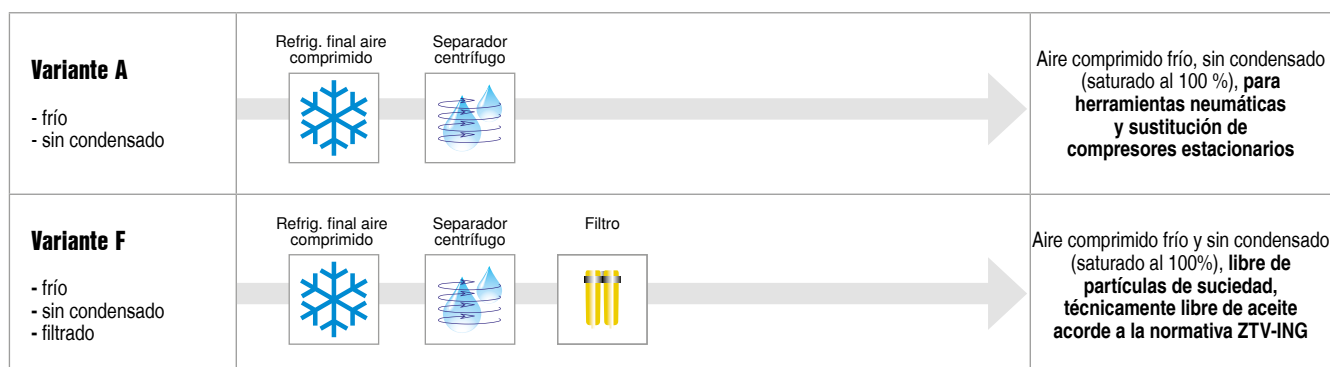 Variante A
- frío
- sin condensado
Refrig. final aire
comprimido
Separador
centrífugo
Aire comprimido frío, sin condensado
(saturado al 100 %), para
herramientas neumáticas
y sustitución de
compresores estacionarios
Variante F
- frío
- sin condensado
- filtrado
Refrig. final aire
comprimido
Separador
centrífugo
Filtro
Aire comprimido frío y sin condensado
(saturado al 100%), libre de
partículas de suciedad,
técnicamente libre de aceite
acorde a la normativa ZTV-ING